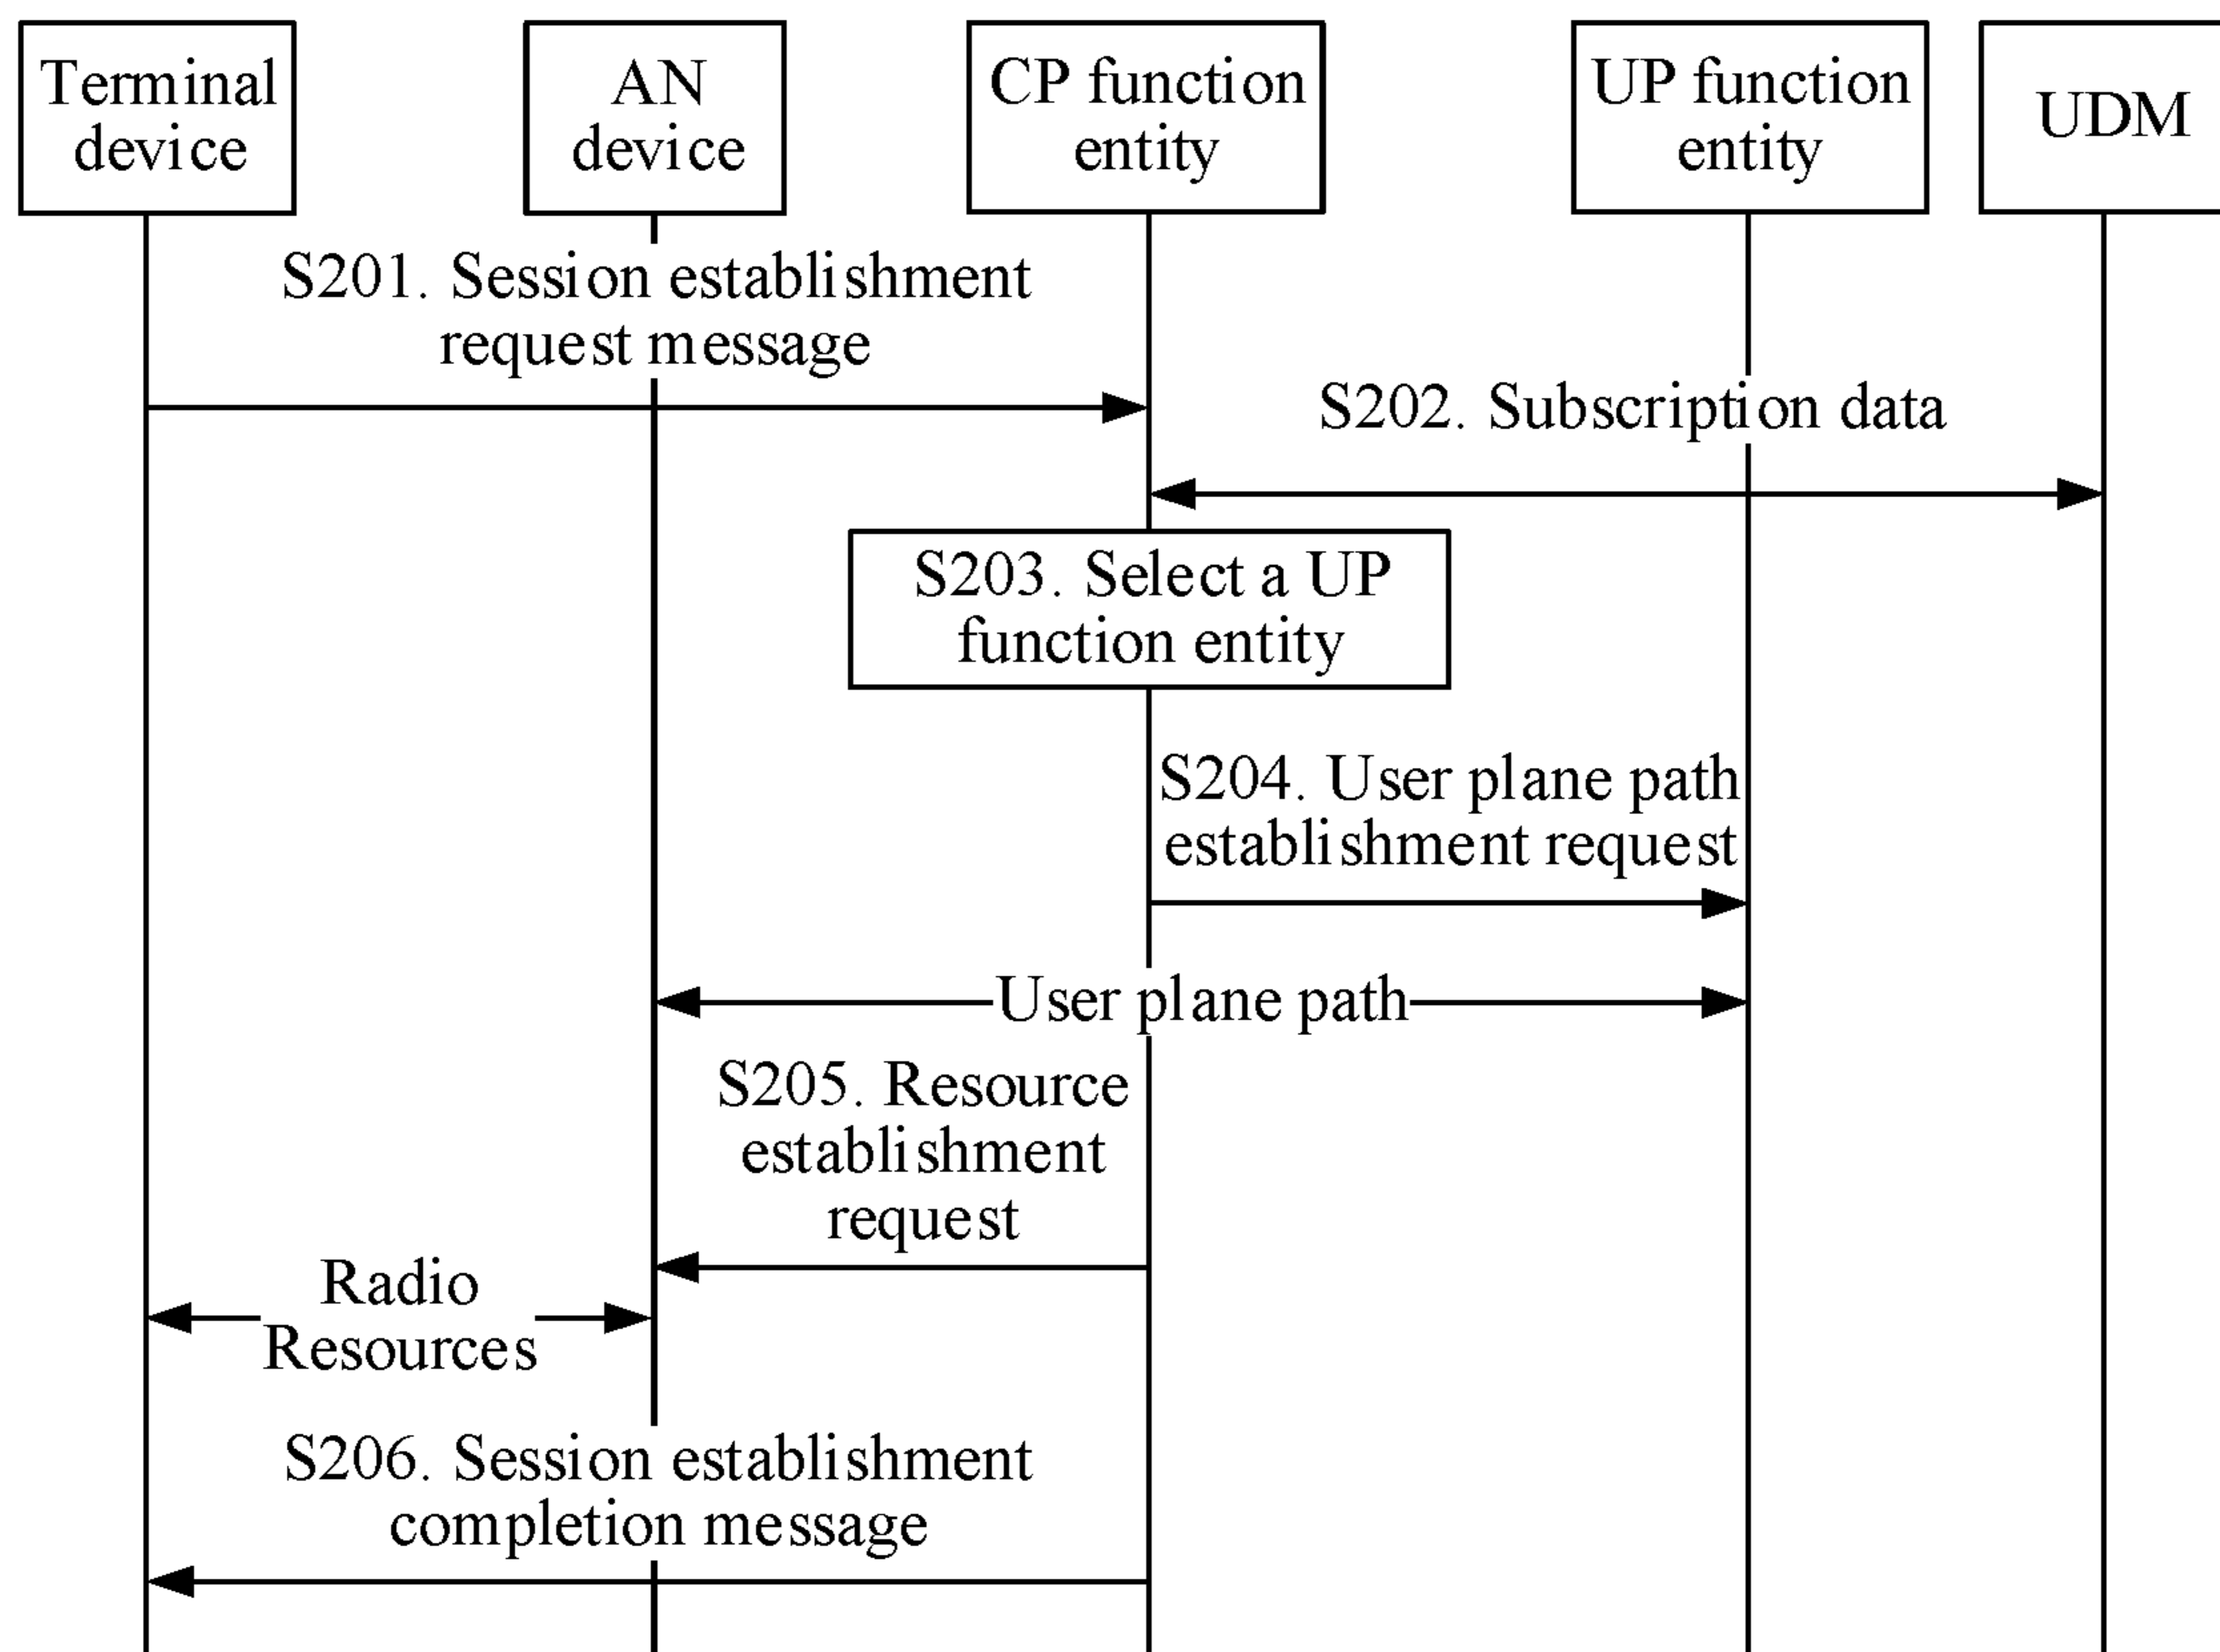 Terminal
device
AN
device
CP function
entity
UP function
entity
UDM
S201. Session establishment
request message
S202. Subscription data
S203. Select a UP
function entity
S204. User plane path
establishment request
User plane path
S205. Resource
establishment
request
Radio
Resources
S206. Session establishment
completion message